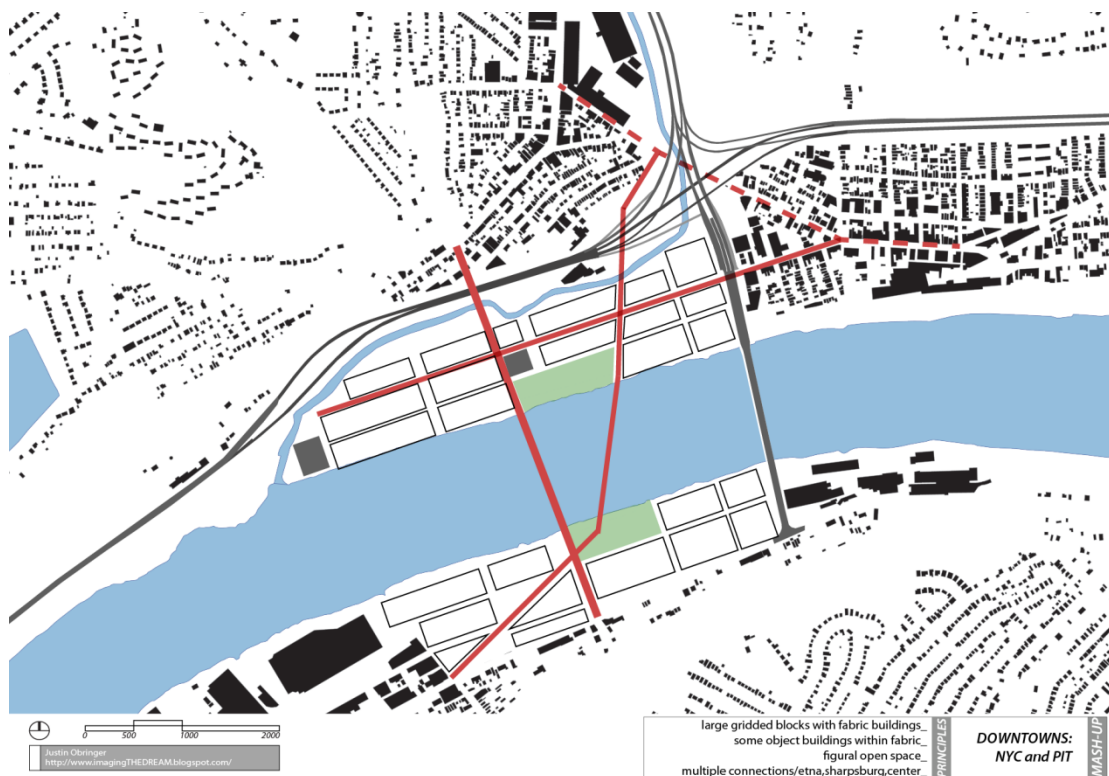 0 500 1000 2000
Justin Obringer
http://www.imagingTHEDREAM.blogspot.com/
large gridded blocks with fabric buildings_
some object buildings within fabric_
figural open space_
multiple connections/etna,sharpsburg,center_
PRINCIPLES
DOWNTOWNS:
NYC and PIT
MASH-UP